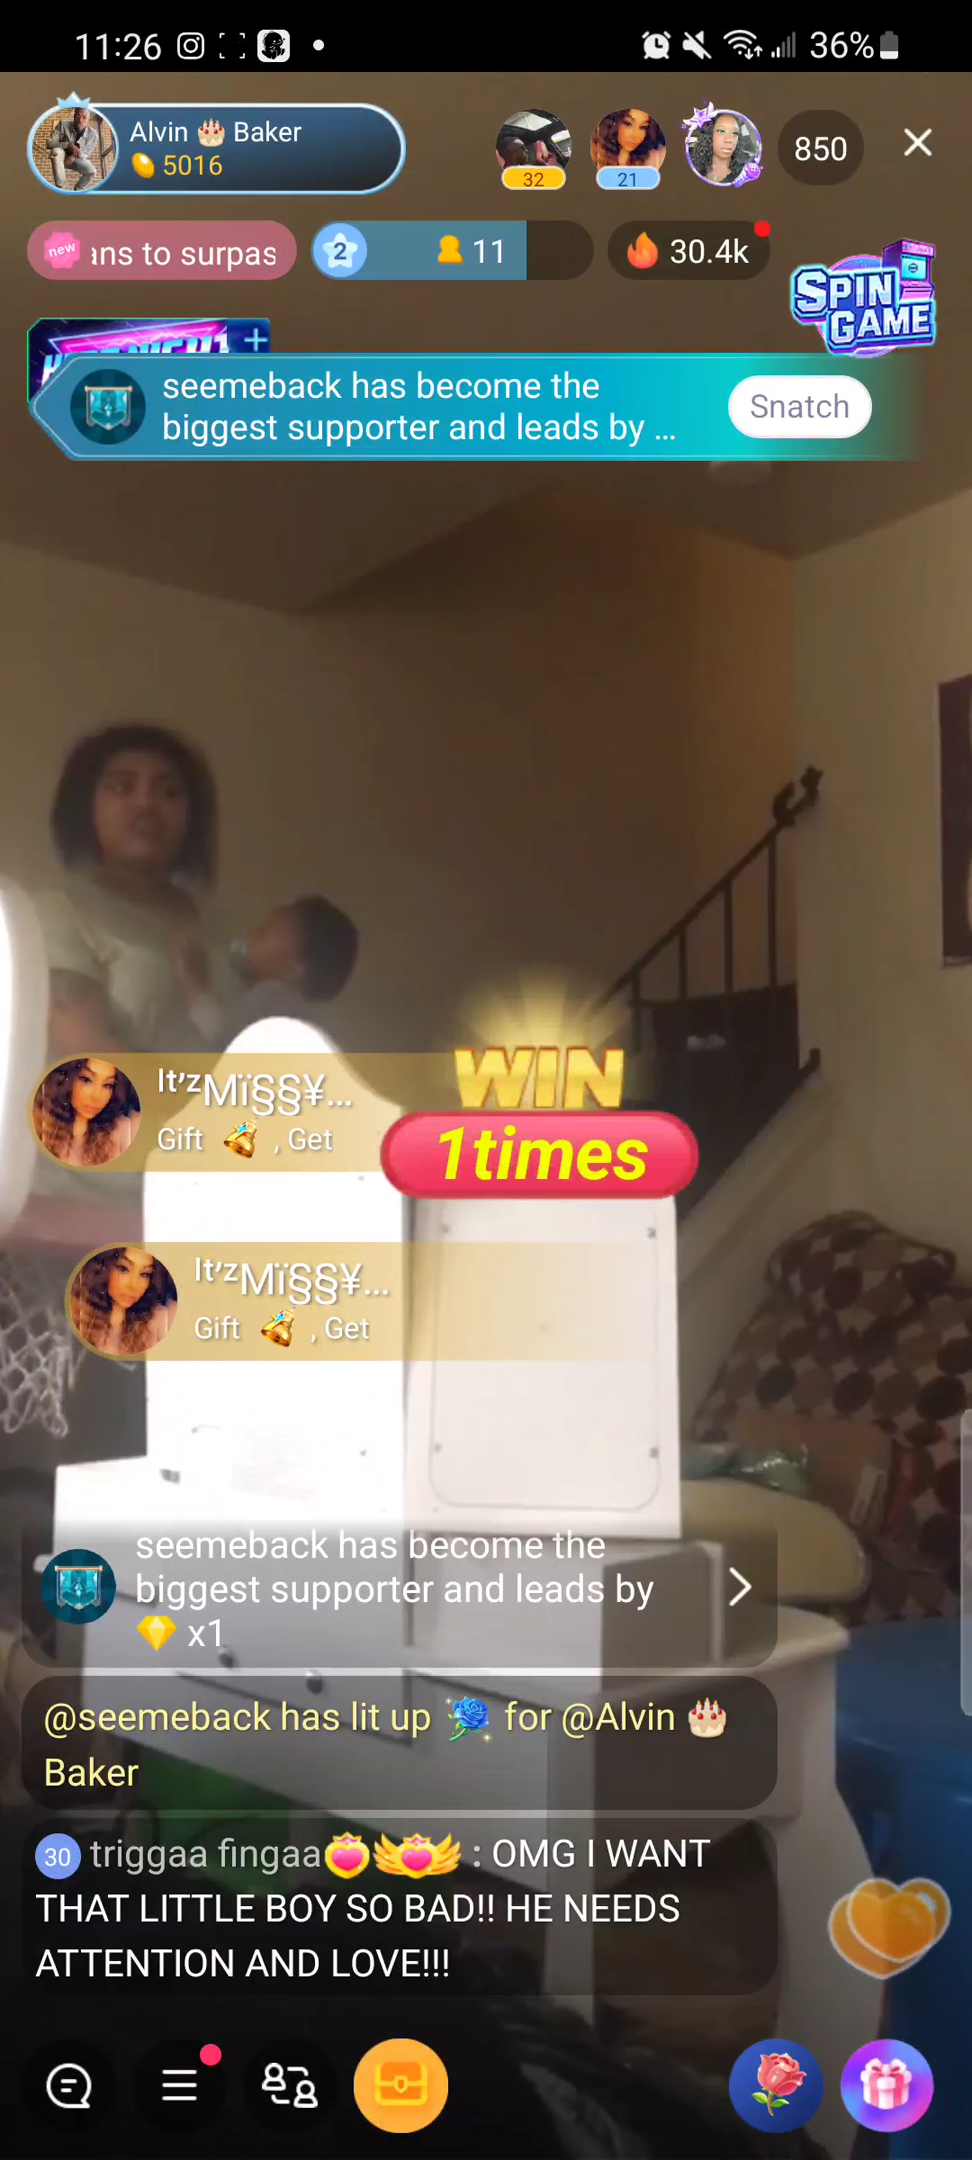 11:26
36%
Alvin 🎂 Baker
5016
32
21
850
new
ans to surpas
2
11
30.4k
SPIN
GAME
seemeback has become the
biggest supporter and leads by ...
Snatch
It'zMï§§¥...
Gift , Get
WIN
1times
It'zMï§§¥...
Gift , Get
seemeback has become the
biggest supporter and leads by
x1
@seemeback has lit up for @Alvin 🎂
Baker
30 triggaa fingaa : OMG I WANT
THAT LITTLE BOY SO BAD!! HE NEEDS
ATTENTION AND LOVE!!!